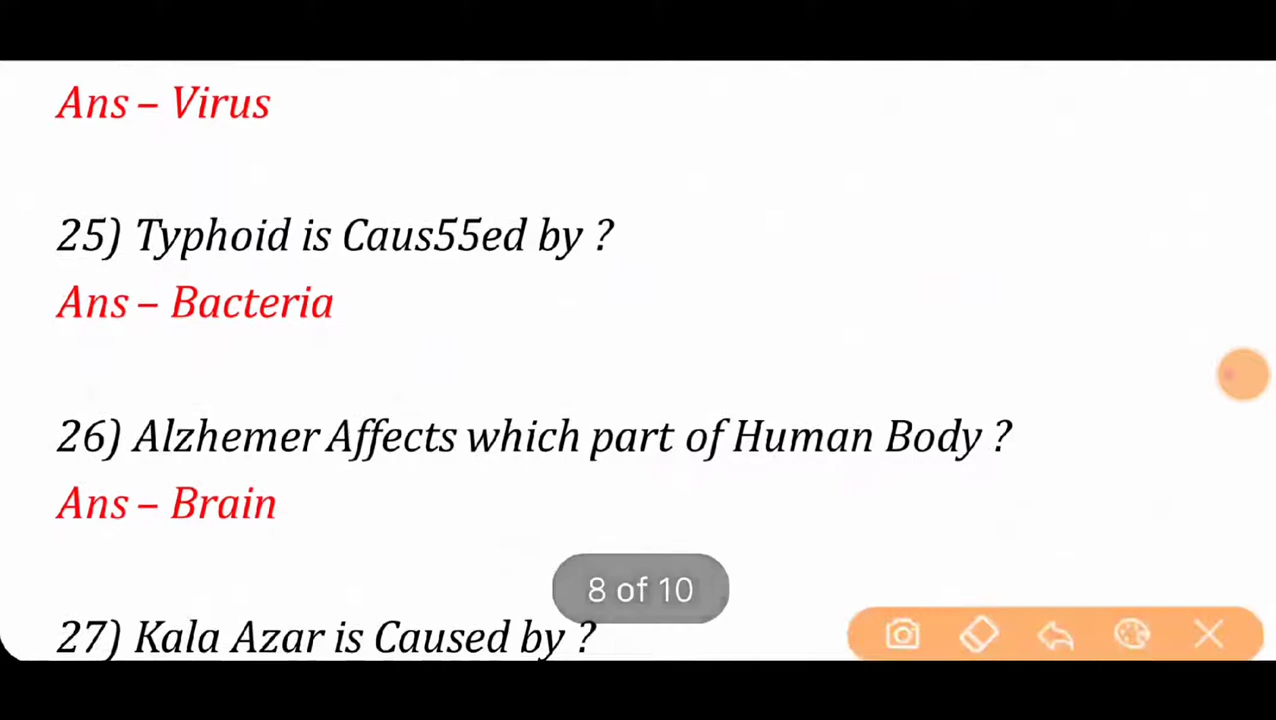 Ans – Virus
25) Typhoid is Caus55ed by ?
Ans – Bacteria
26) Alzhemer Affects which part of Human Body ?
Ans – Brain
8 of 10
27) Kala Azar is Caused by ?